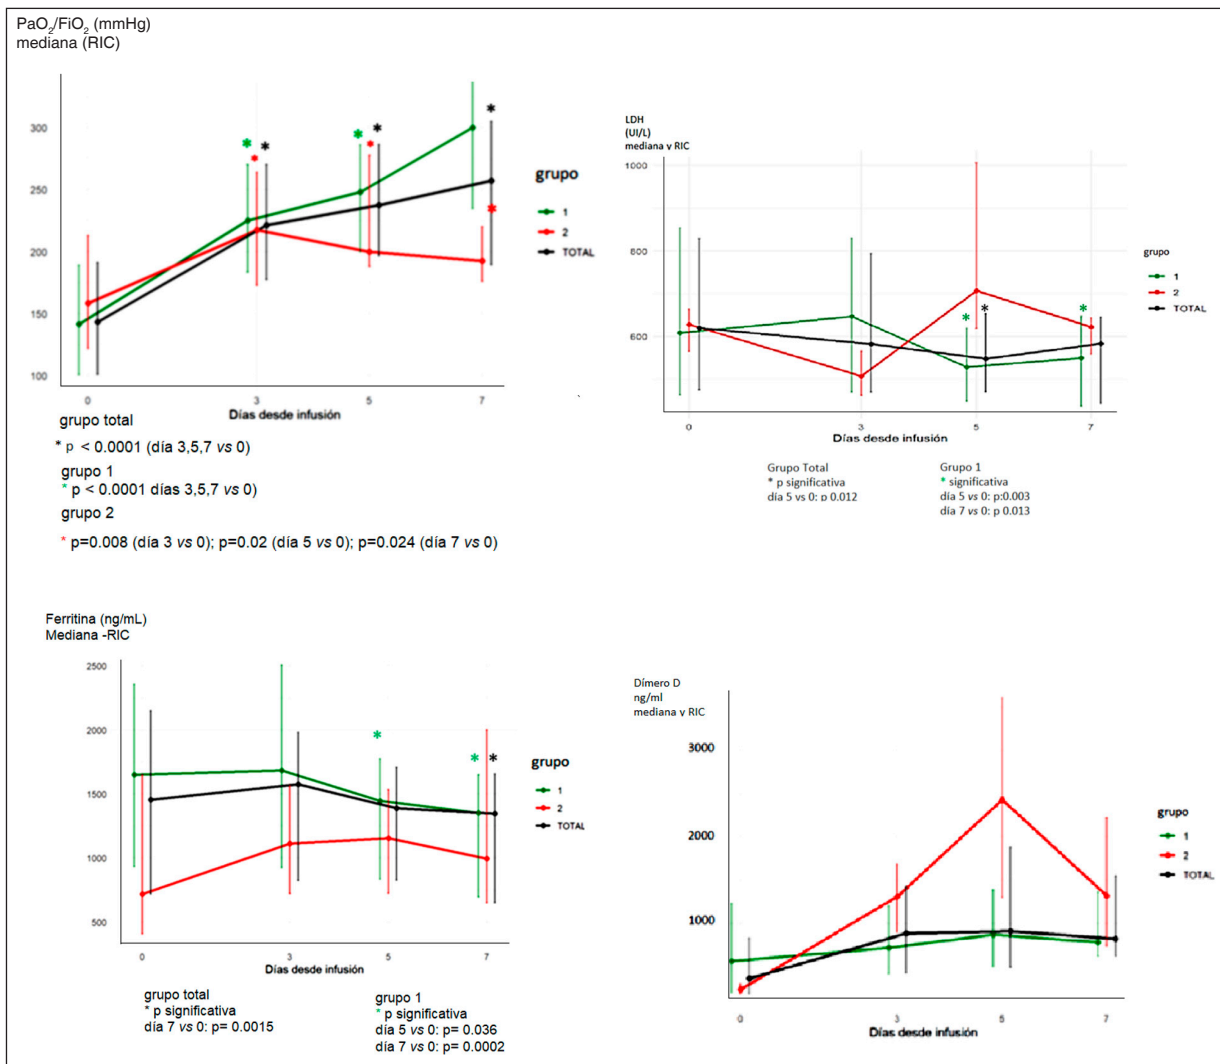 PaO₂/FiO₂ (mmHg)
mediana (RIC)
300
250
200
150
100
0
3
5
7
Días desde infusión
*
*
*
*
*
*
*
*
grupo
1
2
TOTAL
grupo total
* p < 0.0001 (día 3,5,7 vs 0)
grupo 1
* p < 0.0001 días 3,5,7 vs 0)
grupo 2
* p=0.008 (día 3 vs 0); p=0.02 (día 5 vs 0); p=0.024 (día 7 vs 0)
LDH
(UI/L)
mediana y RIC
1000
800
600
0
3
5
7
Días desde infusión
*
*
*
grupo
1
2
TOTAL
Grupo Total
* p significativa
día 5 vs 0: p 0.012
Grupo 1
* significativa
día 5 vs 0: p:0.003
día 7 vs 0: p 0.013
Ferritina (ng/mL)
Mediana -RIC
2500
2000
1500
1000
500
0
3
5
7
Días desde infusión
*
*
*
grupo
1
2
TOTAL
grupo total
* p significativa
día 7 vs 0: p= 0.0015
grupo 1
* p significativa
día 5 vs 0: p= 0.036
día 7 vs 0: p= 0.0002
Dímero D
ng/ml
mediana y RIC
3000
2000
1000
0
3
5
7
Días desde infusión
grupo
1
2
TOTAL